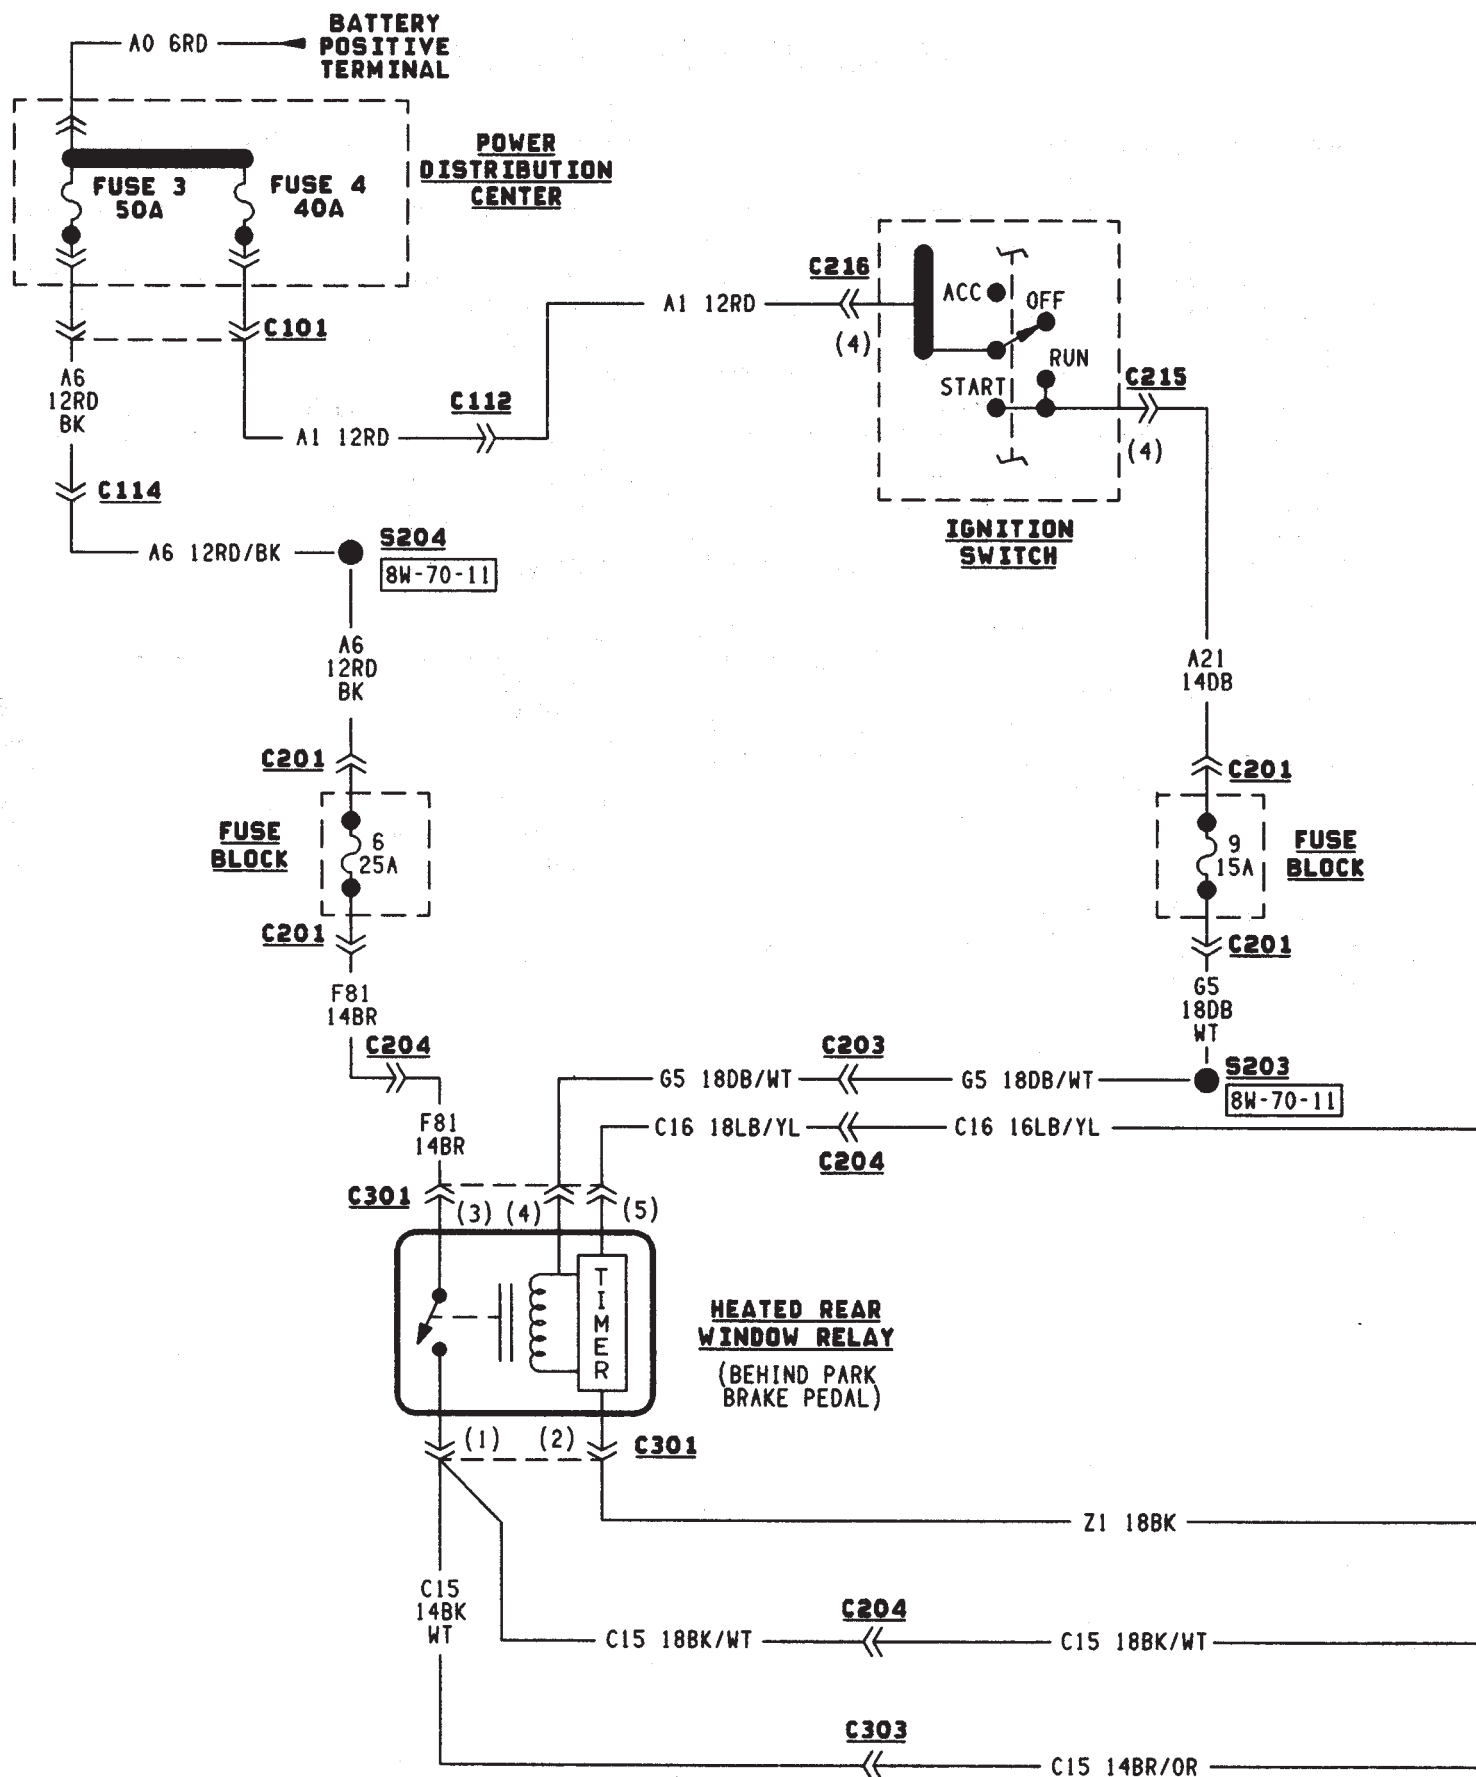 BATTERY
POSITIVE
TERMINAL
A0 6RD
POWER
DISTRIBUTION
CENTER
FUSE 3
50A
FUSE 4
40A
C101
A6
12RD
BK
A1 12RD
C112
A1 12RD
C216
(4)
ACC
OFF
RUN
START
C215
(4)
IGNITION
SWITCH
C114
A6 12RD/BK
S204
8W-70-11
A6
12RD
BK
A21
14DB
C201
C201
FUSE
BLOCK
6
25A
9
15A
FUSE
BLOCK
C201
C201
F81
14BR
G5
18DB
WT
C204
C203
S203
8W-70-11
G5 18DB/WT
G5 18DB/WT
F81
14BR
C16 18LB/YL
C16 16LB/YL
C204
C301
(3)
(4)
(5)
TIMER
HEATED REAR
WINDOW RELAY
(BEHIND PARK
BRAKE PEDAL)
(1)
(2)
C301
Z1 18BK
C15
14BK
WT
C204
C15 18BK/WT
C15 18BK/WT
C303
C15 14BR/OR